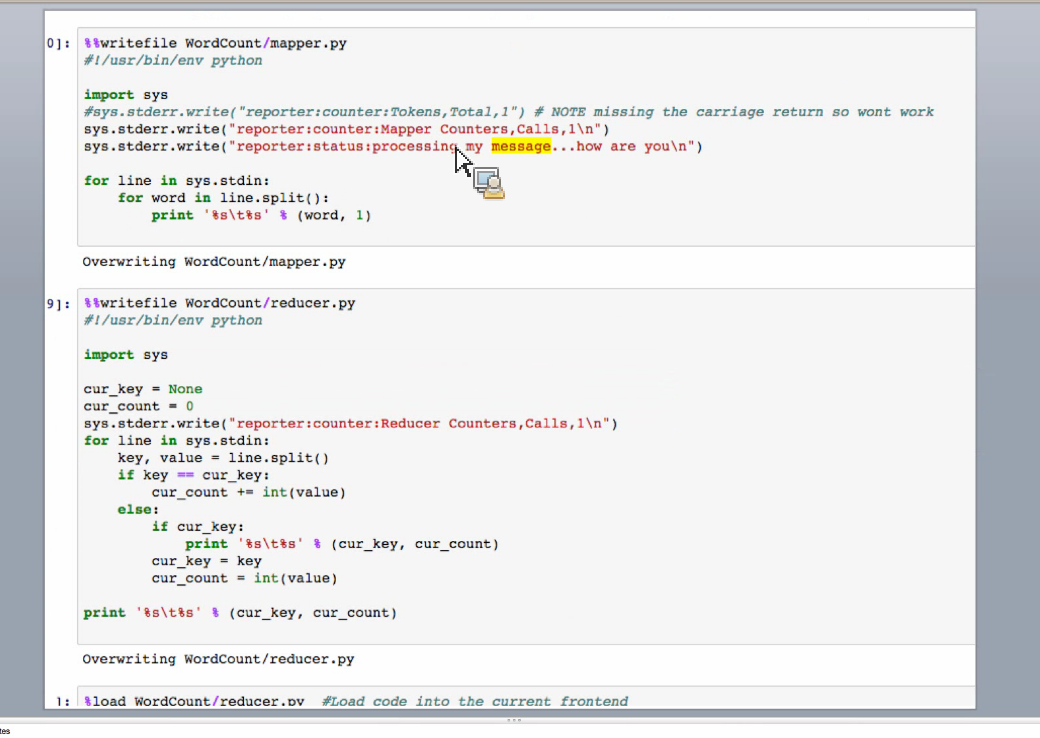 0]: %%writefile WordCount/mapper.py
#!/usr/bin/env python
import sys
#sys.stderr.write("reporter:counter:Tokens,Total,1") # NOTE missing the carriage return so wont work
sys.stderr.write("reporter:counter:Mapper Counters,Calls,1\n")
sys.stderr.write("reporter:status:processing my message...how are you\n")
for line in sys.stdin:
    for word in line.split():
        print '%s\t%s' % (word, 1)
Overwriting WordCount/mapper.py
9]: %%writefile WordCount/reducer.py
#!/usr/bin/env python
import sys
cur_key = None
cur_count = 0
sys.stderr.write("reporter:counter:Reducer Counters,Calls,1\n")
for line in sys.stdin:
    key, value = line.split()
    if key == cur_key:
        cur_count += int(value)
    else:
        if cur_key:
            print '%s\t%s' % (cur_key, cur_count)
        cur_key = key
        cur_count = int(value)
print '%s\t%s' % (cur_key, cur_count)
Overwriting WordCount/reducer.py
]: %load WordCount/reducer.py  #Load code into the current frontend
tes